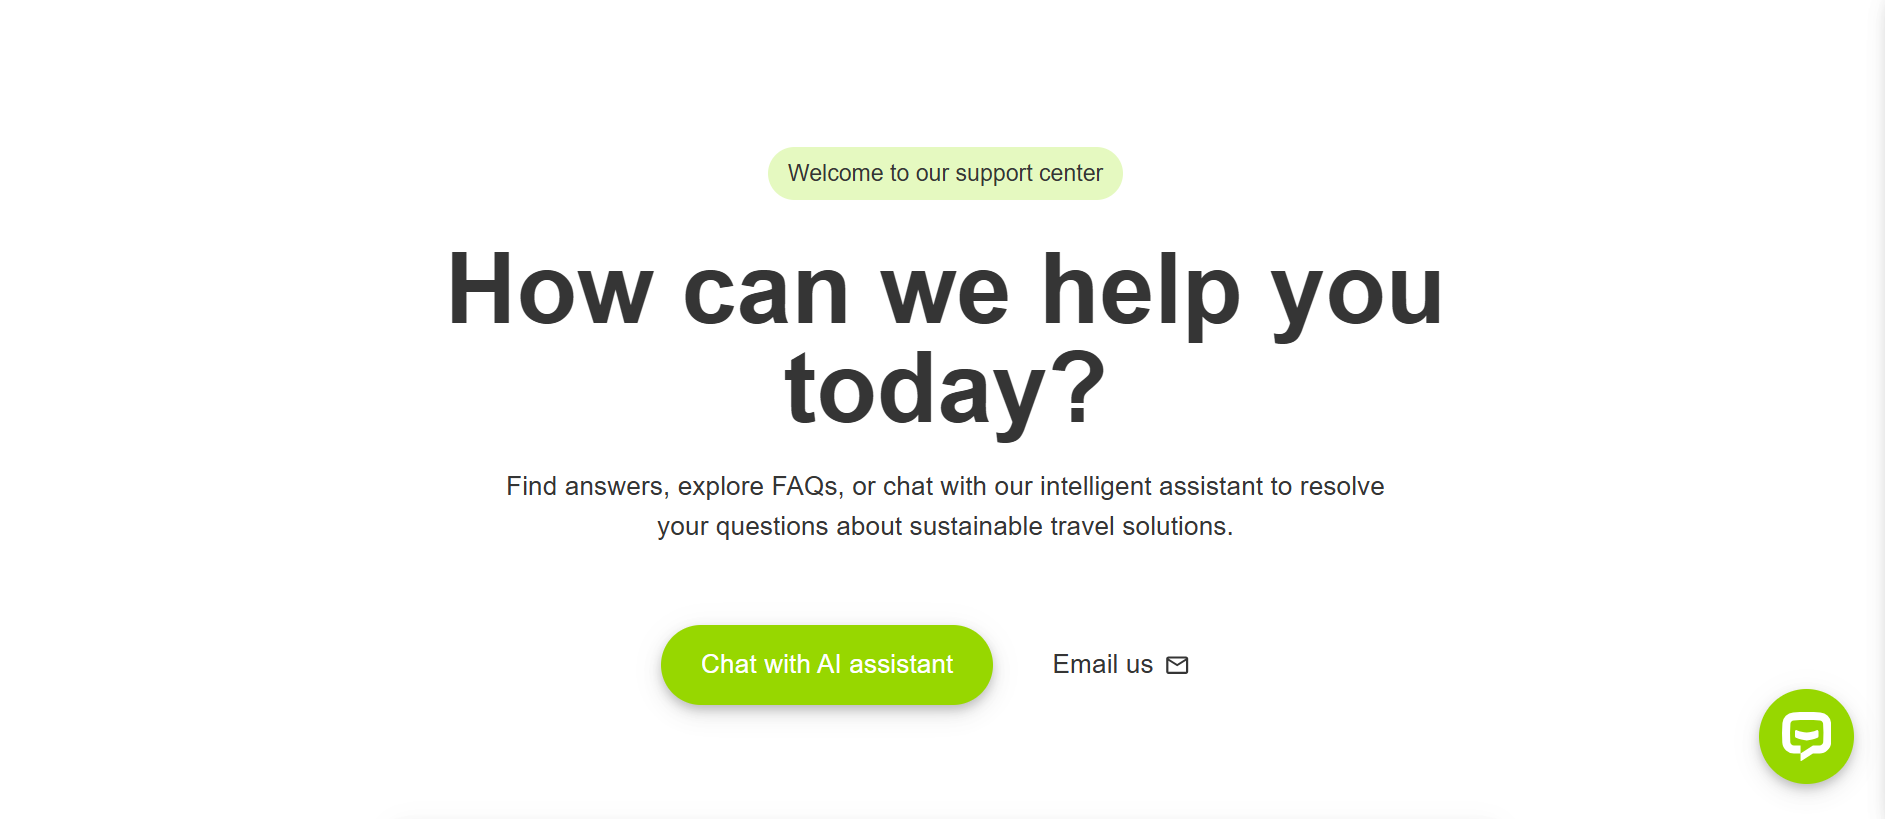 Welcome to our support center
How can we help you
today?
Find answers, explore FAQs, or chat with our intelligent assistant to resolve
your questions about sustainable travel solutions.
Chat with AI assistant
Email us